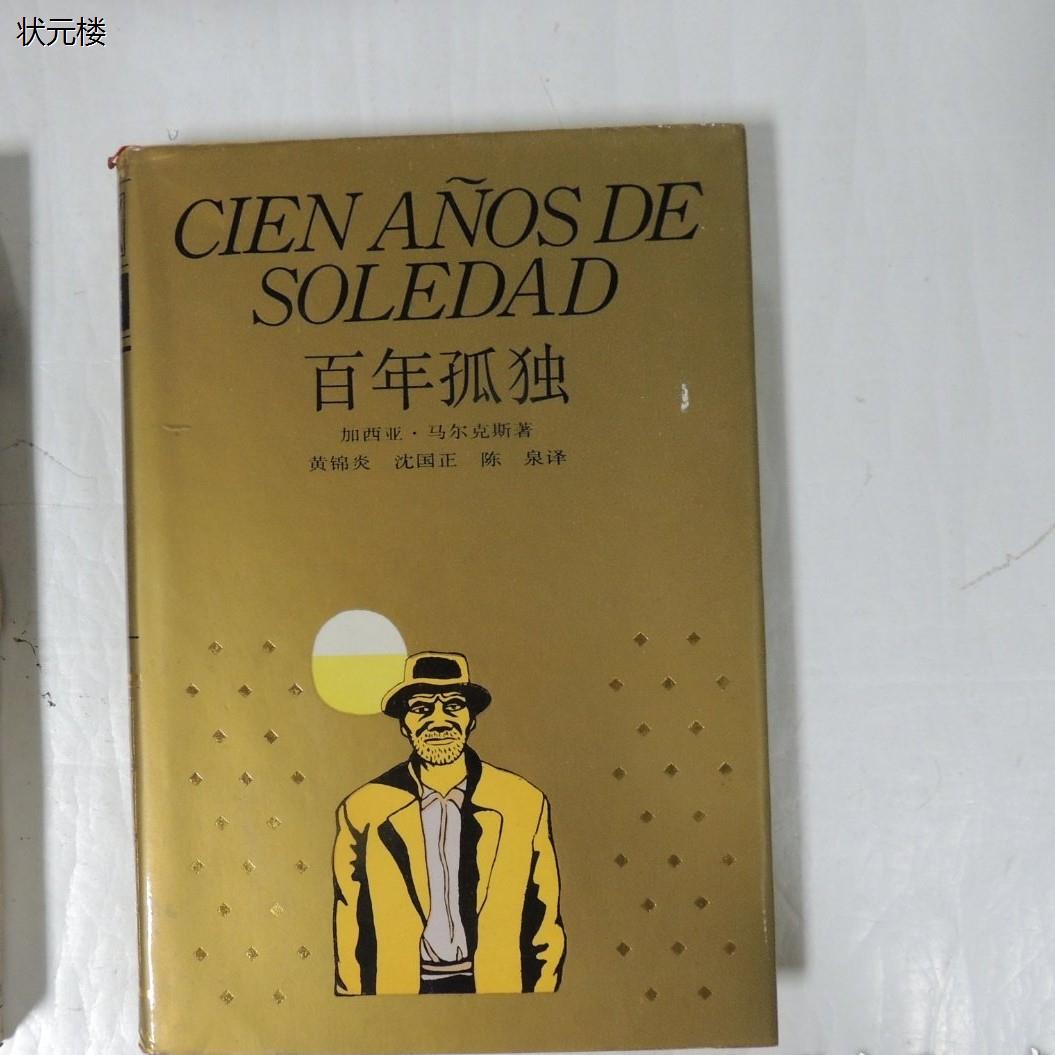 状元楼
CIEN AÑOS DE
SOLEDAD
百年孤独
加西亚·马尔克斯著
黄锦炎 沈国正 陈 泉译